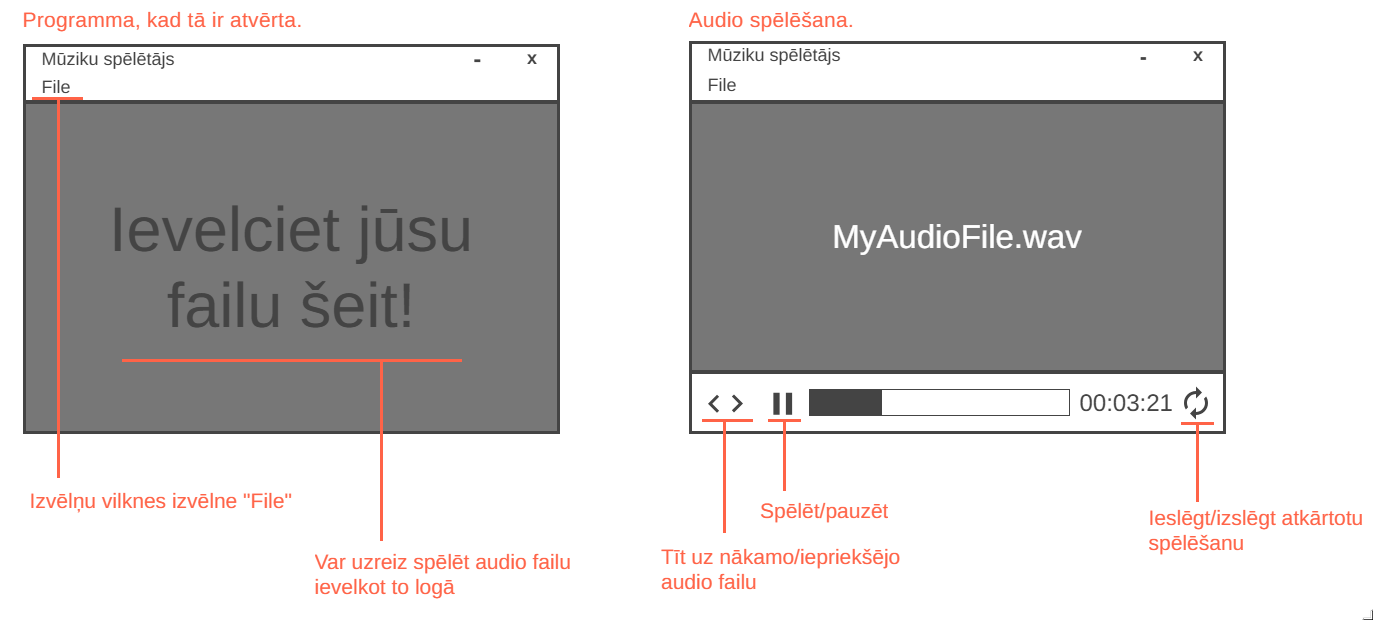 Programma, kad tā ir atvērta.
Mūziku spēlētājs - x
File
Ievelciet jūsu
failu šeit!
Izvēlņu vilknes izvēlne "File"
Var uzreiz spēlēt audio failu
ievelkot to logā
Audio spēlēšana.
Mūziku spēlētājs - x
File
MyAudioFile.wav
00:03:21
Spēlēt/pauzēt
Tīt uz nākamo/iepriekšējo
audio failu
Ieslēgt/izslēgt atkārtotu
spēlēšanu